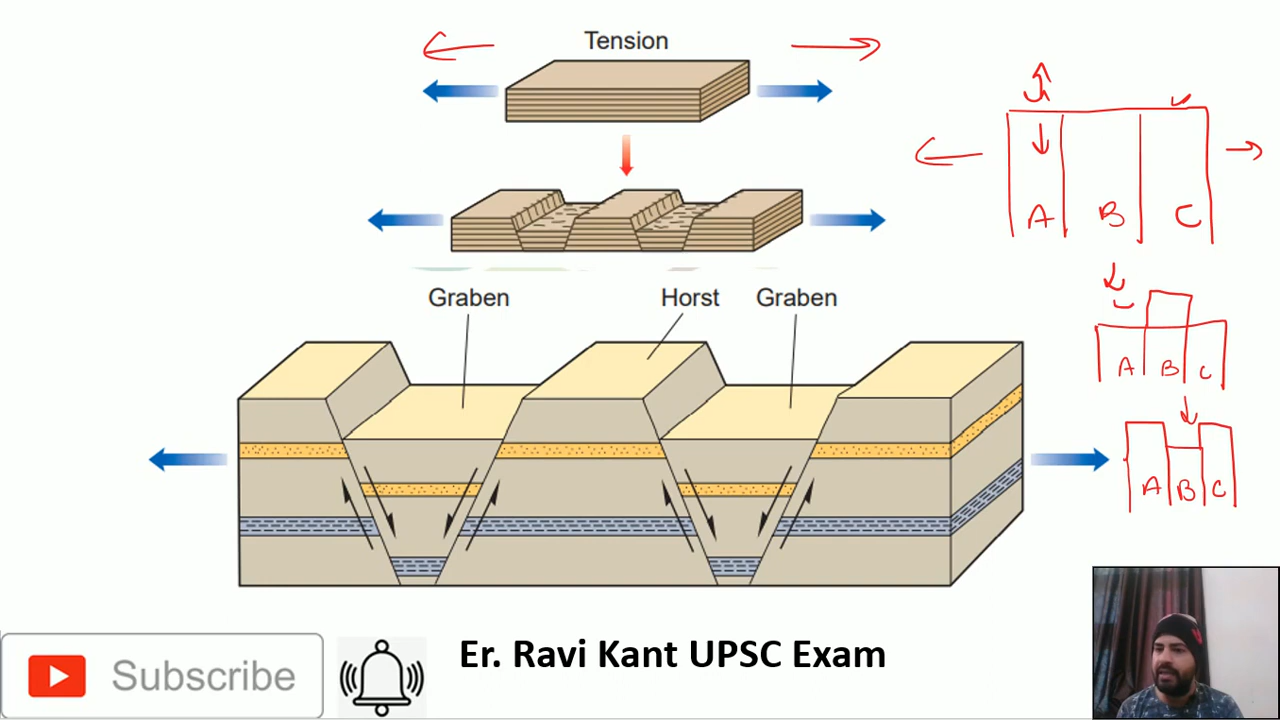 Tension
A B C
Graben Horst Graben
A B C
A B C
Subscribe
Er. Ravi Kant UPSC Exam